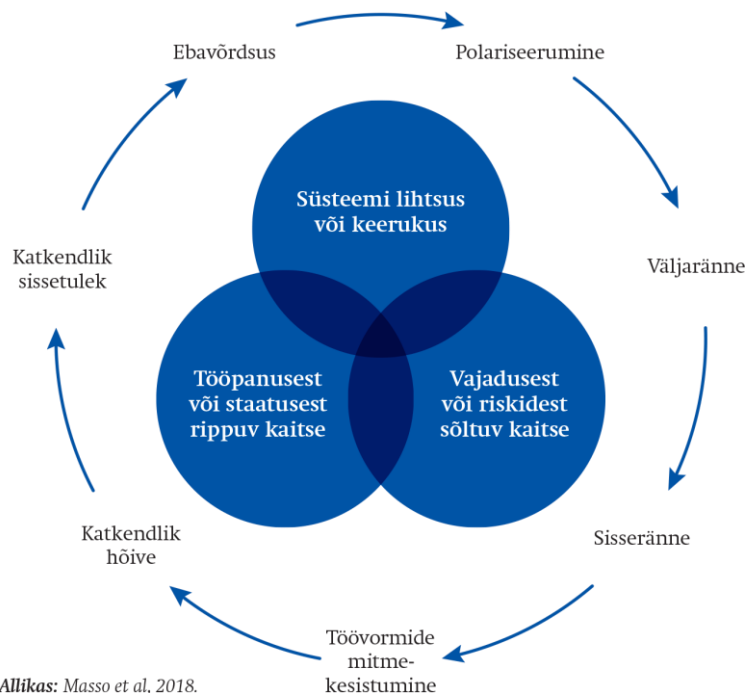 Ebavõrdsus
Polariseerumine
Süsteemi lihtsus
või keerukus
Katkendlik
sissetulek
Väljaränne
Tööpanusest
või staatusest
rippuv kaitse
Vajadusest
või riskidest
sõltuv kaitse
Katkendlik
hõive
Sisseränne
Töövormide
mitme-
kesistumine
Allikas: Masso et al, 2018.